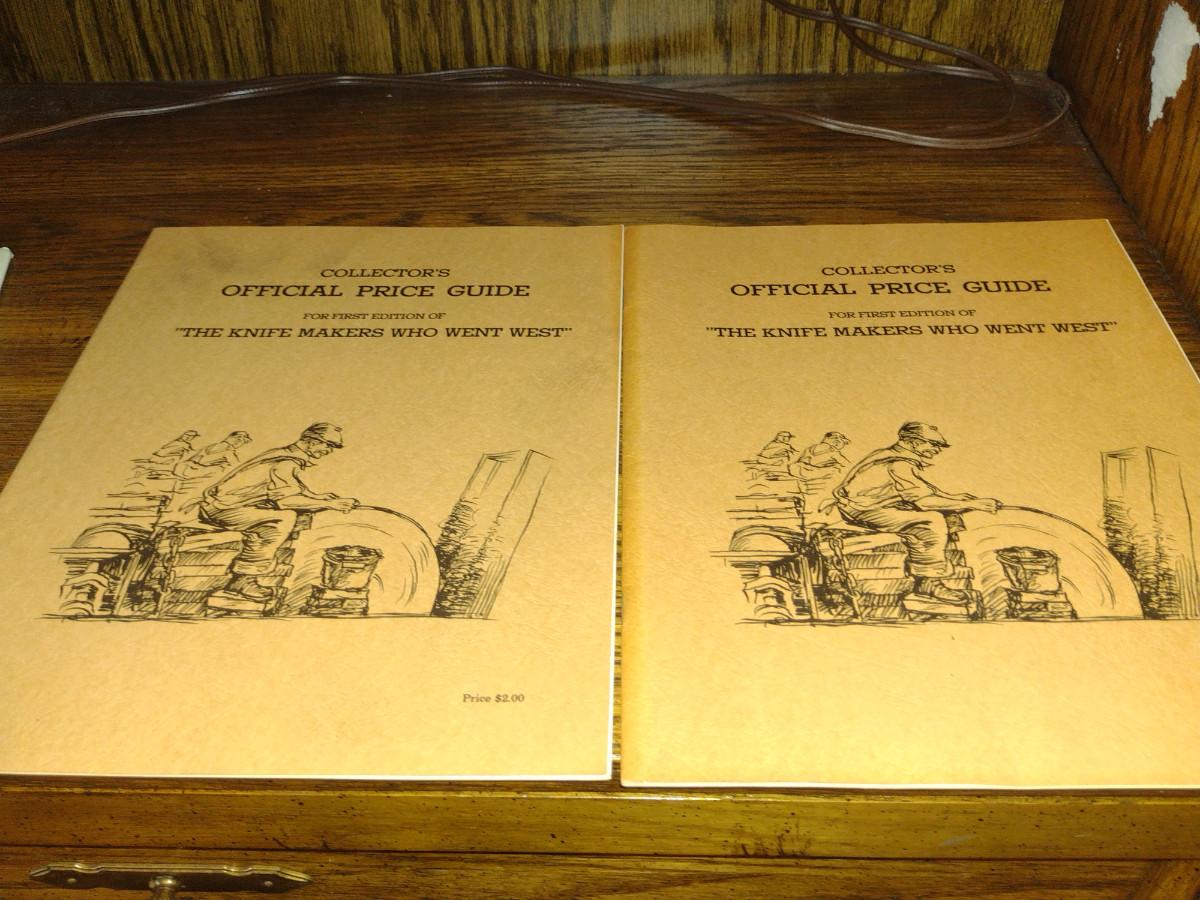 COLLECTOR'S
OFFICIAL PRICE GUIDE
FOR FIRST EDITION OF
"THE KNIFE MAKERS WHO WENT WEST"
Price $2.00
COLLECTOR'S
OFFICIAL PRICE GUIDE
FOR FIRST EDITION OF
"THE KNIFE MAKERS WHO WENT WEST"